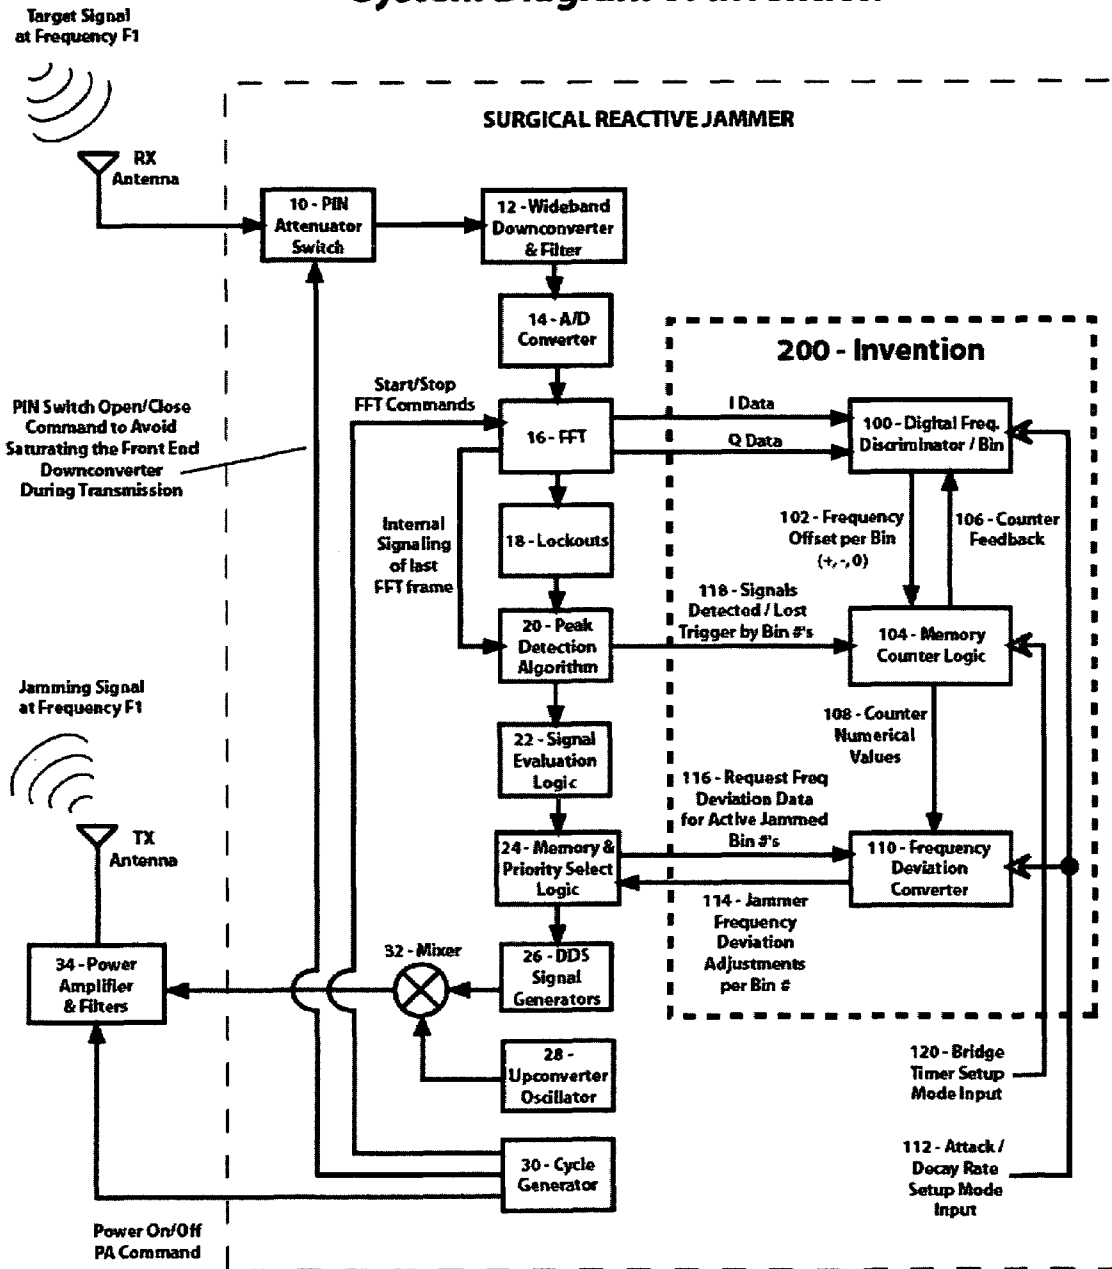 Target Signal
at Frequency F1
SURGICAL REACTIVE JAMMER
RX
Antenna
10 - PIN
Attenuator
Switch
12 - Wideband
Downconverter
& Filter
14 - A/D
Converter
200 - Invention
Start/Stop
FFT Commands
PIN Switch Open/Close
Command to Avoid
Saturating the Front End
Downconverter
During Transmission
16 - FFT
I Data
Q Data
100 - Digital Freq.
Discriminator / Bin
Internal
Signaling
of last
FFT frame
18 - Lockouts
102 - Frequency
Offset per Bin
(+, -, 0)
106 - Counter
Feedback
118 - Signals
Detected / Lost
Trigger by Bin #'s
20 - Peak
Detection
Algorithm
104 - Memory
Counter Logic
Jamming Signal
at Frequency F1
22 - Signal
Evaluation
Logic
108 - Counter
Numerical
Values
116 - Request Freq
Deviation Data
for Active Jammed
Bin #'s
TX
Antenna
24 - Memory &
Priority Select
Logic
110 - Frequency
Deviation
Converter
114 - Jammer
Frequency
Deviation
Adjustments
per Bin #
34 - Power
Amplifier
& Filters
32 - Mixer
26 - DDS
Signal
Generators
28 -
Upconverter
Oscillator
120 - Bridge
Timer Setup
Mode Input
30 - Cycle
Generator
112 - Attack /
Decay Rate
Setup Mode
Input
Power On/Off
PA Command